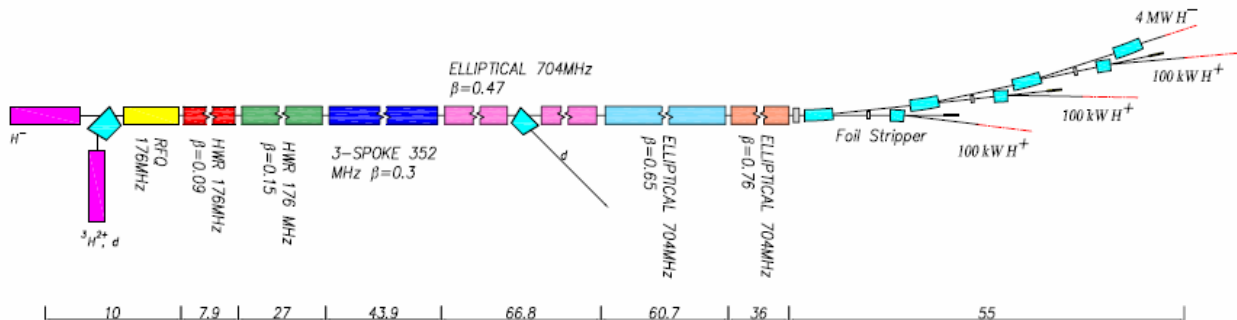 4 MW H⁻
ELLIPTICAL 704MHz
β=0.47
100 kW H⁺
100 kW H⁺
H⁻
RFQ
176MHz
HWR 176MHz
β=0.09
HWR 176 MHz
β=0.15
3-SPOKE 352
MHz β=0.3
d
ELLIPTICAL 704MHz
β=0.65
ELLIPTICAL 704MHz
β=0.76
Foil Stripper
100 kW H⁺
³H²⁺, d
10
7.9
27
43.9
66.8
60.7
36
55